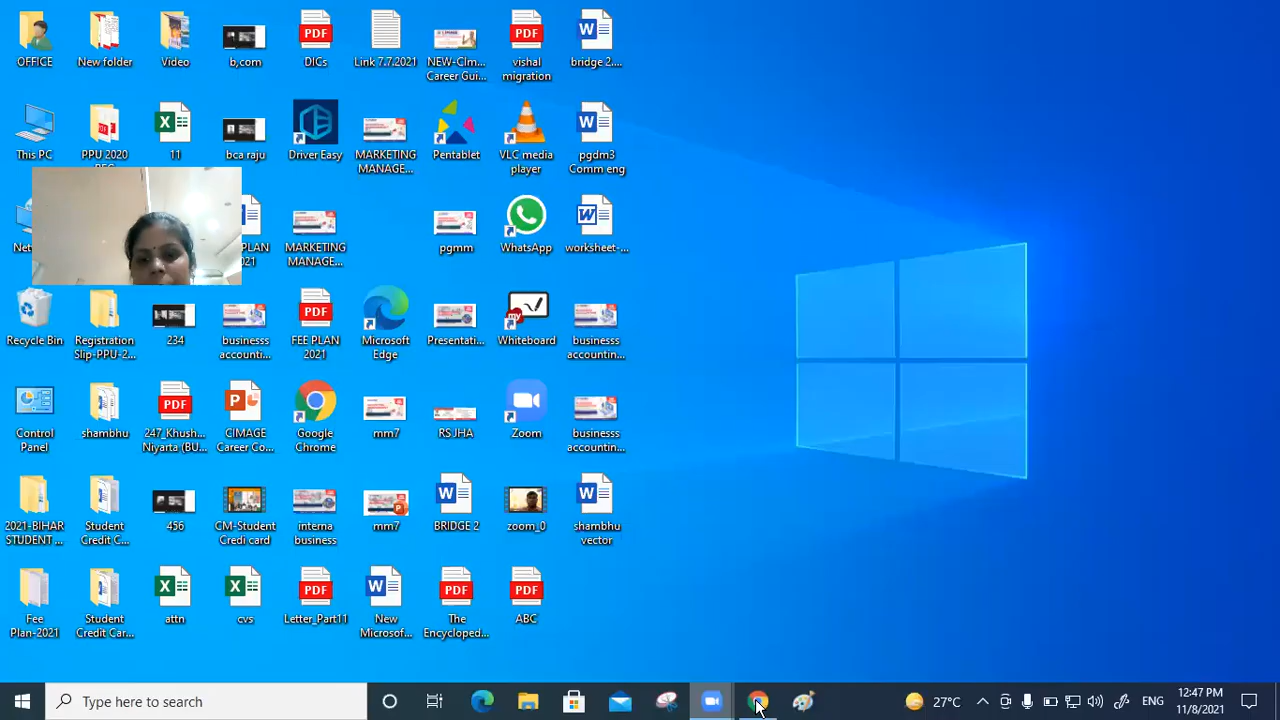 OFFICE
New folder
Video
b,com
DICs
Link 7.7.2021
NEW-CIm...
Career Gui...
vishal
migration
bridge 2....
This PC
PPU 2020
11
bca raju
Driver Easy
MARKETING
MANAGE...
Pentablet
VLC media
player
pgdm3
Comm eng
PLAN
MARKETING
MANAGE...
pgmm
WhatsApp
worksheet-...
Recycle Bin
Registration
Slip-PPU-2...
234
businesss
accounti...
FEE PLAN
2021
Microsoft
Edge
Presentati...
Whiteboard
businesss
accountin...
Control
Panel
shambhu
247_Khush...
Niyarta (BU...
CIMAGE
Career Co...
Google
Chrome
mm7
RS JHA
Zoom
businesss
accountin...
2021-BIHAR
STUDENT ...
Student
Credit C...
456
CM-Student
Credi card
interna
business
mm7
BRIDGE 2
zoom_0
shambhu
vector
Fee
Plan-2021
Student
Credit Car...
attn
cvs
Letter_Part11
New
Microsof...
The
Encycloped...
ABC
Type here to search
27°C
ENG
12:47 PM
11/8/2021